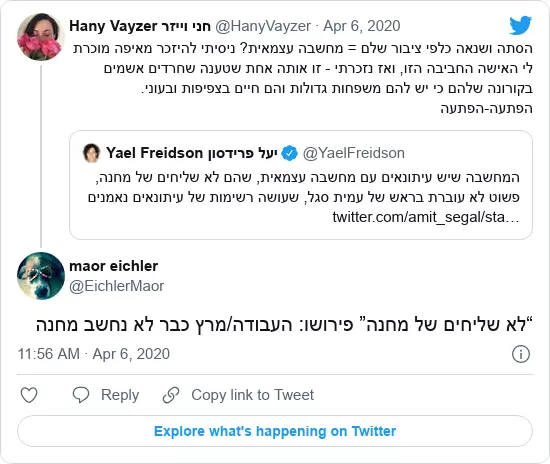 Hany Vayzer חני וייזר @HanyVayzer · Apr 6, 2020
הסתה ושנאה כלפי ציבור שלם = מחשבה עצמאית? ניסיתי להיזכר מאיפה מוכרת
לי האישה החביבה הזו, ואז נזכרתי - זו אותה אחת שטענה שחרדים אשמים
בקורונה שלהם כי יש להם משפחות גדולות והם חיים בצפיפות ובעוני.
הפתעה-הפתעה
Yael Freidson יעל פרידסון @YaelFreidson
המחשבה שיש עיתונאים עם מחשבה עצמאית, שהם לא שליחים של מחנה,
פשוט לא עוברת בראש של עמית סגל, שעושה רשימות של עיתונאים נאמנים
twitter.com/amit_segal/sta…
maor eichler
@EichlerMaor
“לא שליחים של מחנה” פירושו: העבודה/מרץ כבר לא נחשב מחנה
11:56 AM · Apr 6, 2020
Reply
Copy link to Tweet
Explore what's happening on Twitter